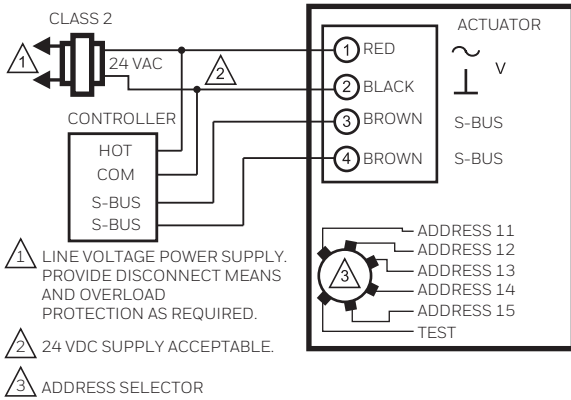 CLASS 2
ACTUATOR
1
24 VAC
2
1 RED
V
2 BLACK
CONTROLLER
3 BROWN S-BUS
HOT
4 BROWN S-BUS
COM
S-BUS
S-BUS
1 LINE VOLTAGE POWER SUPPLY.
PROVIDE DISCONNECT MEANS
AND OVERLOAD
PROTECTION AS REQUIRED.
2 24 VDC SUPPLY ACCEPTABLE.
3 ADDRESS SELECTOR
3
ADDRESS 11
ADDRESS 12
ADDRESS 13
ADDRESS 14
ADDRESS 15
TEST